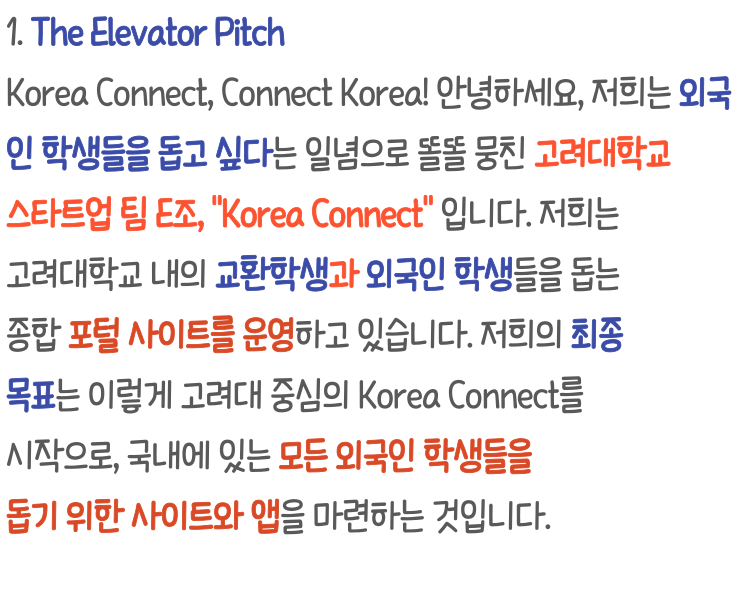 1. The Elevator Pitch
Korea Connect, Connect Korea! 안녕하세요, 저희는 외국
인 학생들을 돕고 싶다는 일념으로 똘똘 뭉친 고려대학교
스타트업 팀 E조, "Korea Connect" 입니다. 저희는
고려대학교 내의 교환학생과 외국인 학생들을 돕는
종합 포털 사이트를 운영하고 있습니다. 저희의 최종
목표는 이렇게 고려대 중심의 Korea Connect를
시작으로, 국내에 있는 모든 외국인 학생들을
돕기 위한 사이트와 앱을 마련하는 것입니다.